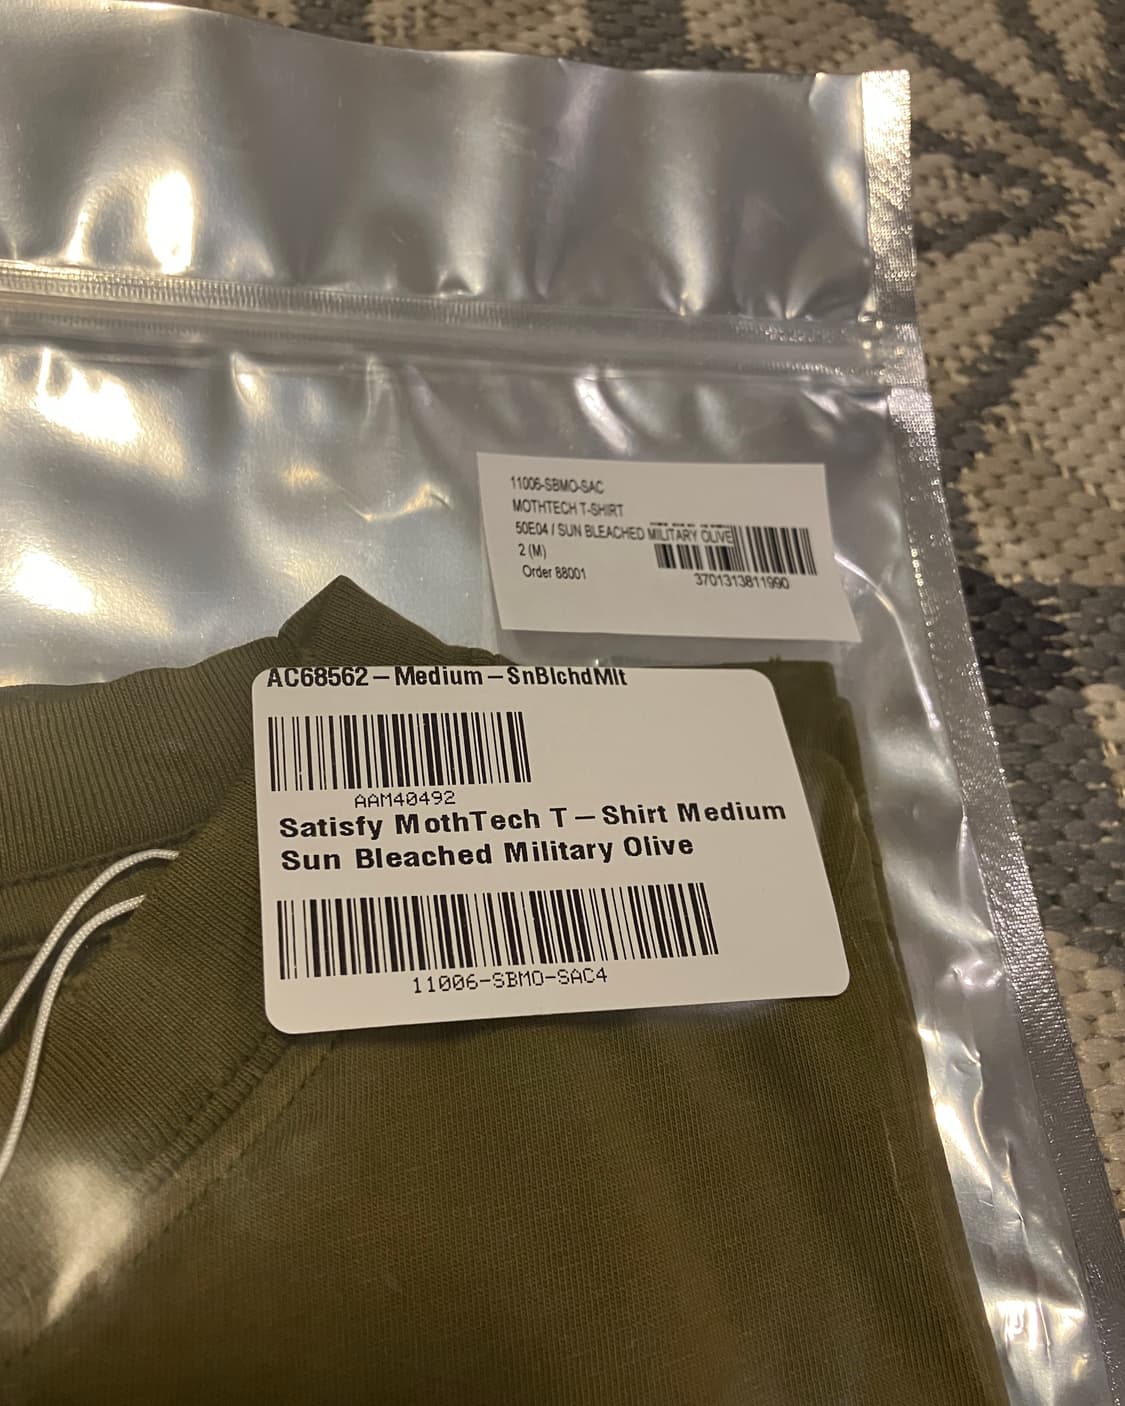 11006-SBMO-SAC
MOTHTECH T-SHIRT
50E04 / SUN BLEACHED MILITARY OLIVE
2 (M)
Order 88001
3701313811990
AC68562-Medium-SnBlchdMlt
AAM40492
Satisfy MothTech T-Shirt Medium
Sun Bleached Military Olive
11006-SBMO-SAC4